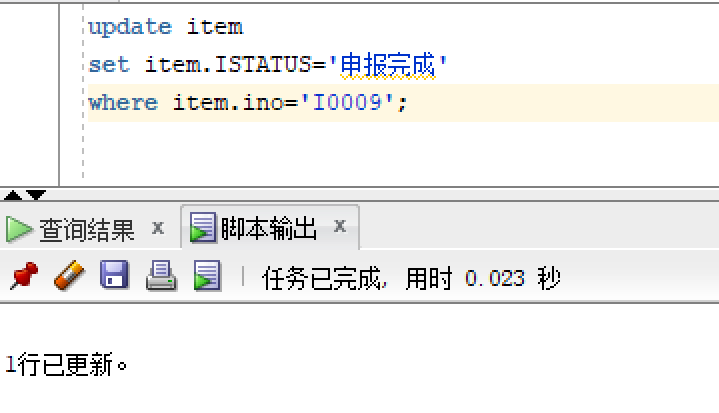 update item
set item.ISTATUS='申报完成'
where item.ino='I0009';
查询结果 x 脚本输出 x
任务已完成, 用时 0.023 秒
1行已更新。